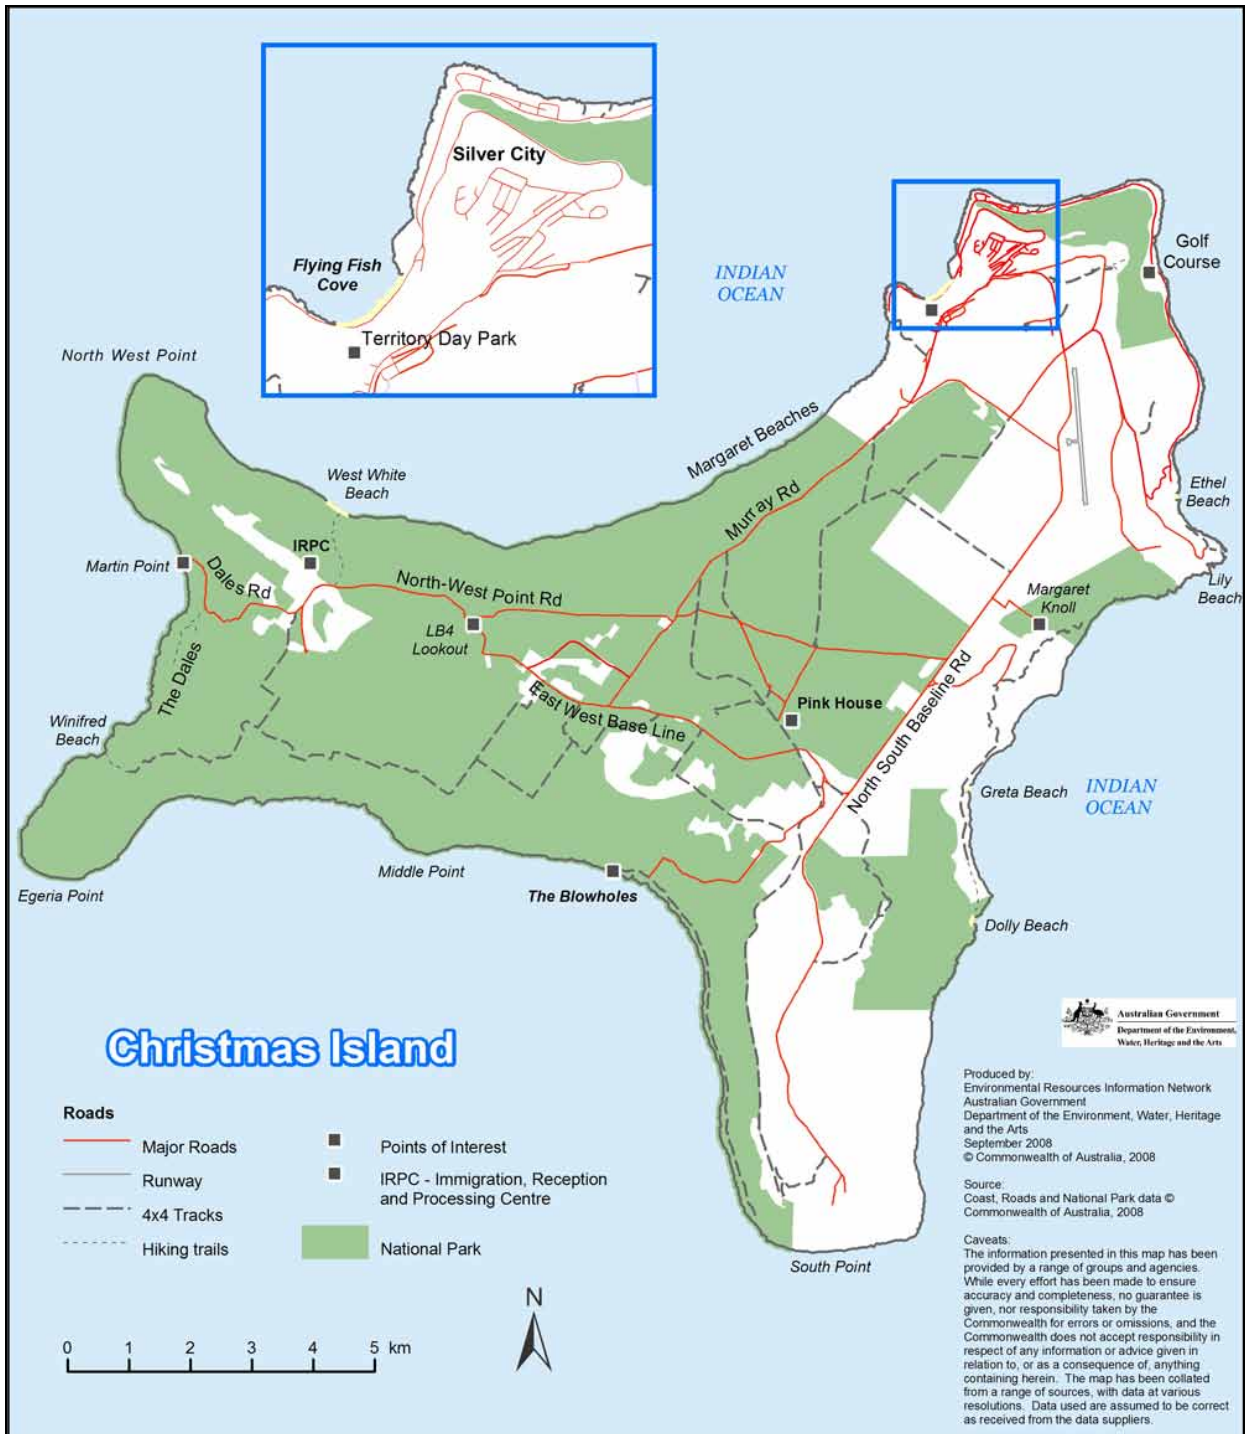 Silver City
Flying Fish
Cove
Territory Day Park
INDIAN
OCEAN
Golf
Course
North West Point
Margaret Beaches
West White
Beach
Murray Rd
Ethel
Beach
IRPC
Martin Point
Dales Rd
North-West Point Rd
Lily
Beach
Margaret
Knoll
LB4
Lookout
The Dales
Pink House
North South Baseline Rd
East West Base Line
Winifred
Beach
Greta Beach
INDIAN
OCEAN
Middle Point
Egeria Point
The Blowholes
Dolly Beach
Christmas Island
Australian Government
Department of the Environment,
Water, Heritage and the Arts
Roads
Major Roads
Runway
4x4 Tracks
Hiking trails
Points of Interest
IRPC - Immigration, Reception
and Processing Centre
National Park
South Point
N
0 1 2 3 4 5 km
Produced by:
Environmental Resources Information Network
Australian Government
Department of the Environment, Water, Heritage
and the Arts
September 2008
© Commonwealth of Australia, 2008
Source:
Coast, Roads and National Park data ©
Commonwealth of Australia, 2008
Caveats:
The information presented in this map has been
provided by a range of groups and agencies.
While every effort has been made to ensure
accuracy and completeness, no guarantee is
given, nor responsibility taken by the
Commonwealth for errors or omissions, and the
Commonwealth does not accept responsibility in
respect of any information or advice given in
relation to, or as a consequence of, anything
containing herein. The map has been collated
from a range of sources, with data at various
resolutions. Data used are assumed to be correct
as received from the data suppliers.